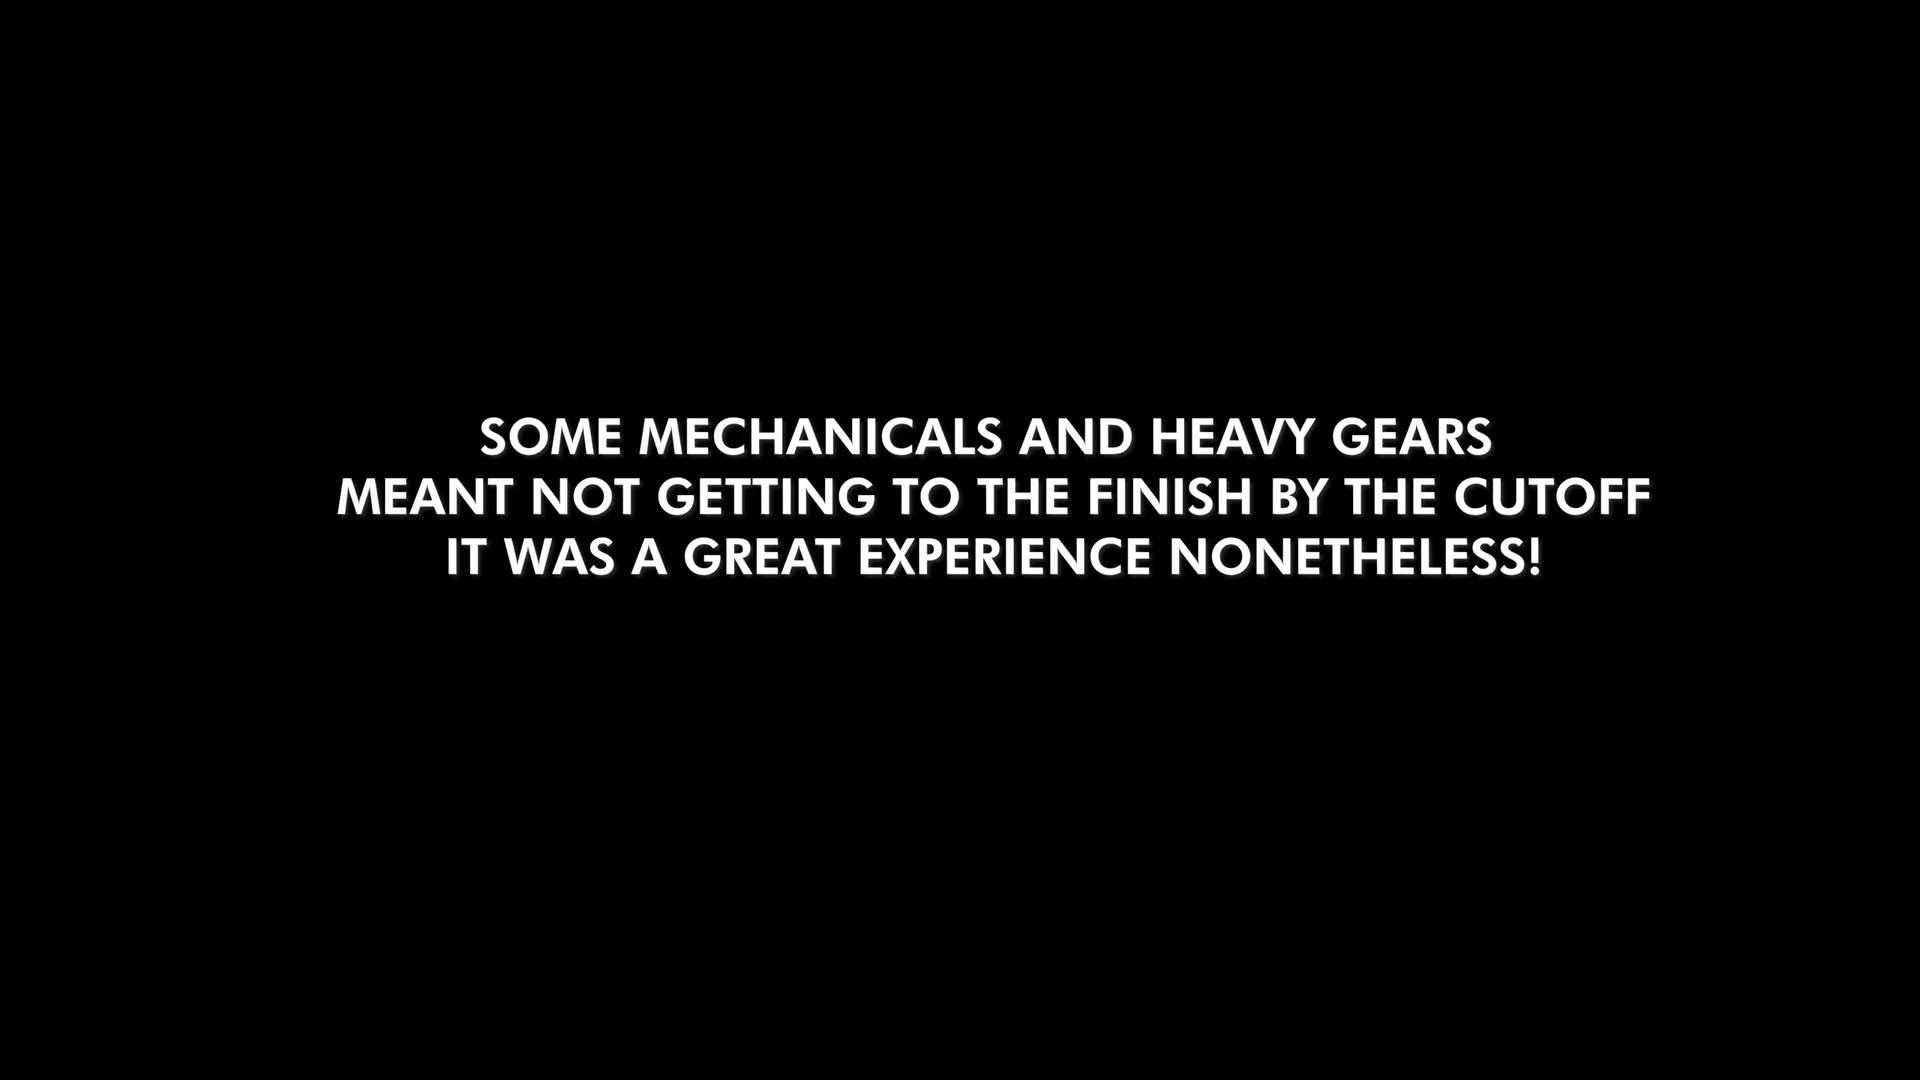 SOME MECHANICALS AND HEAVY GEARS
MEANT NOT GETTING TO THE FINISH BY THE CUTOFF
IT WAS A GREAT EXPERIENCE NONETHELESS!